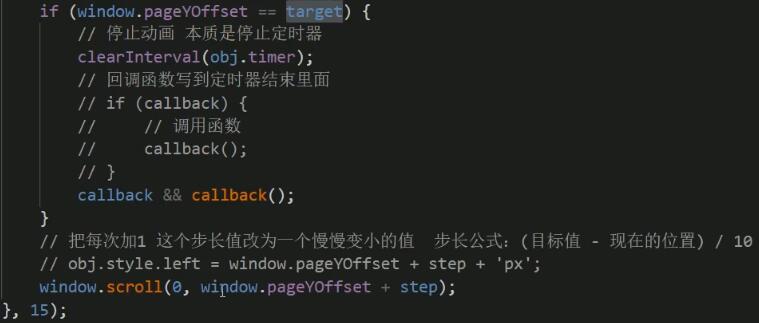 if (window.pageYOffset == target) {
// 停止动画 本质是停止定时器
clearInterval(obj.timer);
// 回调函数写到定时器结束里面
// if (callback) {
//     // 调用函数
//     callback();
// }
callback && callback();
}
// 把每次加1 这个步长值改为一个慢慢变小的值  步长公式：(目标值 - 现在的位置) / 10
// obj.style.left = window.pageYOffset + step + 'px';
window.scroll(0, window.pageYOffset + step);
}, 15);